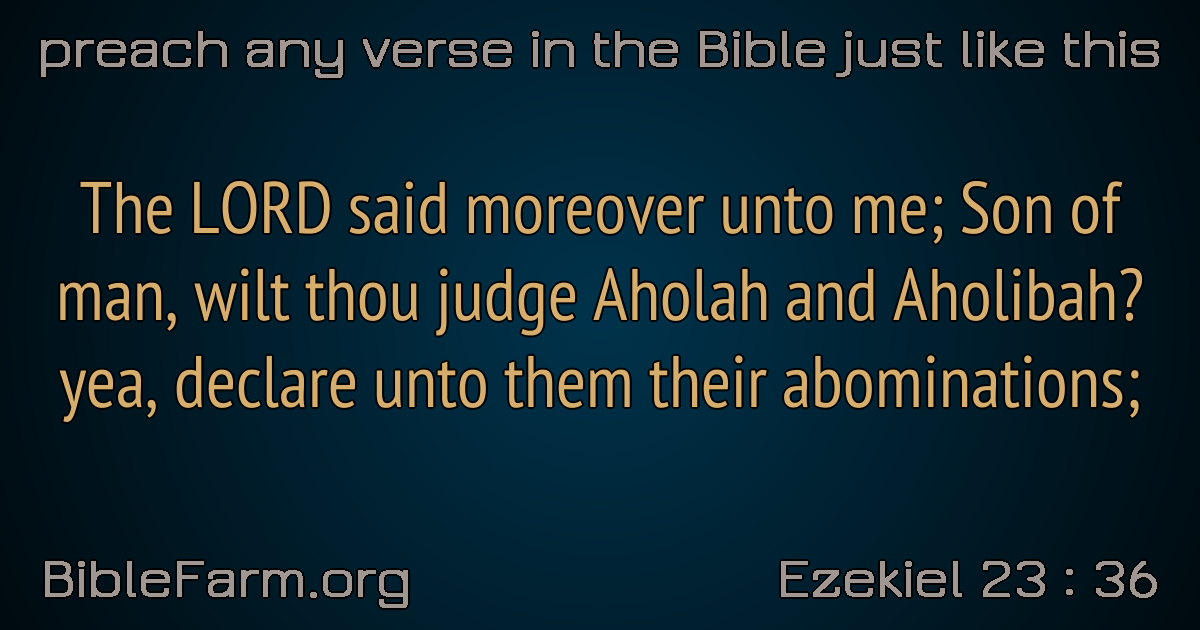 preach any verse in the Bible just like this
The LORD said moreover unto me; Son of
man, wilt thou judge Aholah and Aholibah?
yea, declare unto them their abominations;
BibleFarm.org
Ezekiel 23 : 36